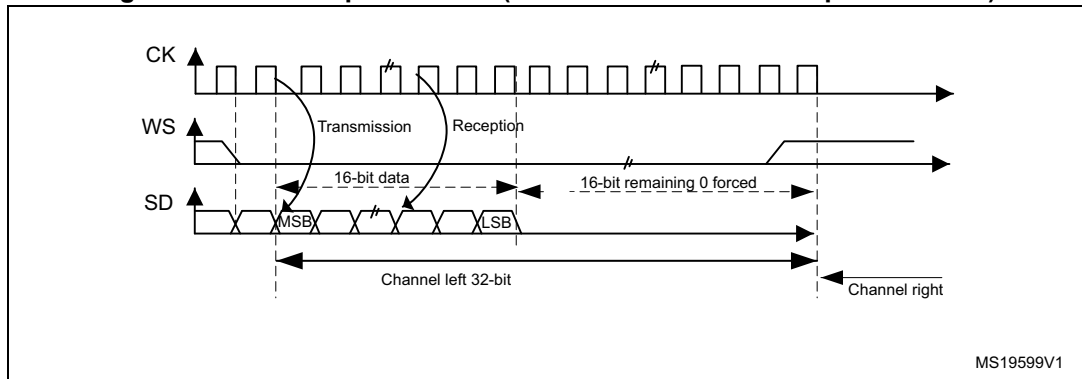 CK
Transmission
Reception
WS
16-bit data
16-bit remaining 0 forced
SD
MSB
LSB
Channel left 32-bit
Channel right
MS19599V1